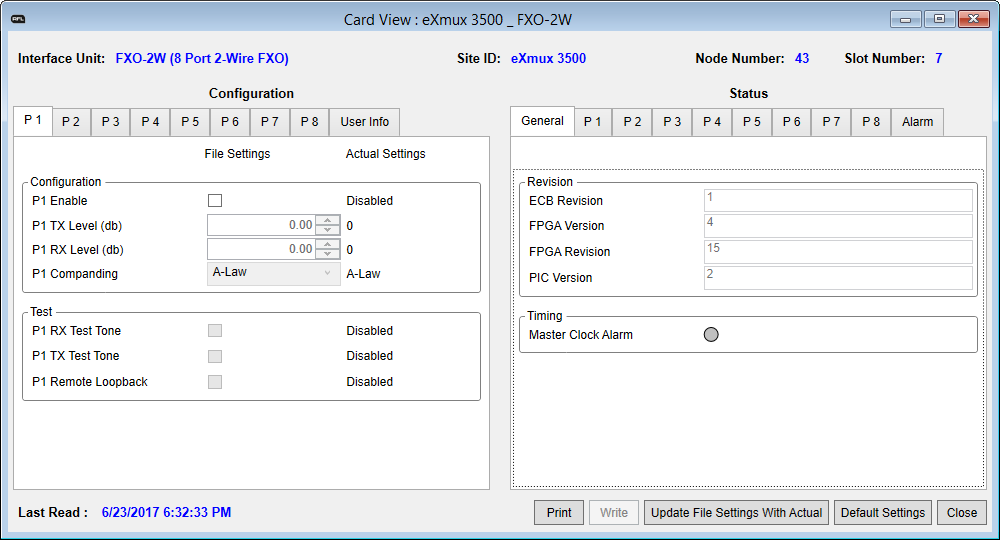 RFL
Card View : eXmux 3500 _ FXO-2W
Interface Unit: FXO-2W (8 Port 2-Wire FXO) Site ID: eXmux 3500 Node Number: 43 Slot Number: 7
Configuration
P 1 P 2 P 3 P 4 P 5 P 6 P 7 P 8 User Info
File Settings Actual Settings
Configuration
P1 Enable Disabled
P1 TX Level (db) 0.00 0
P1 RX Level (db) 0.00 0
P1 Companding A-Law A-Law
Test
P1 RX Test Tone Disabled
P1 TX Test Tone Disabled
P1 Remote Loopback Disabled
Status
General P 1 P 2 P 3 P 4 P 5 P 6 P 7 P 8 Alarm
Revision
ECB Revision 1
FPGA Version 4
FPGA Revision 15
PIC Version 2
Timing
Master Clock Alarm
Last Read : 6/23/2017 6:32:33 PM
Print Write Update File Settings With Actual Default Settings Close